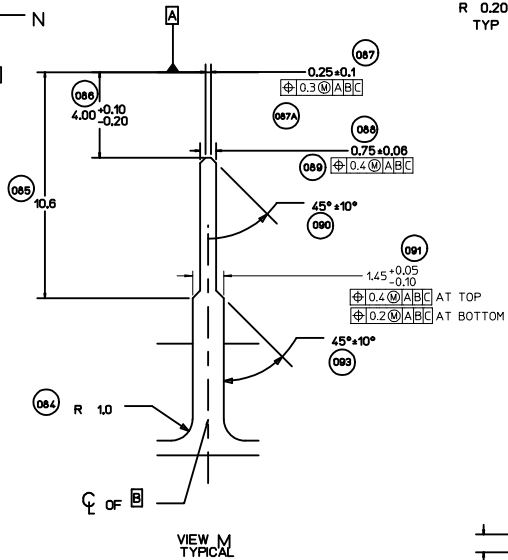 N
R 0.20
TYP
A
087
0.25±0.1
⌖ 0.3 Ⓜ A B C
086
4.00 +0.10
-0.20
087A
088
0.75±0.06
089 ⌖ 0.4 Ⓜ A B C
085
10.6
45°±10°
090
091
1.45 +0.05
-0.10
⌖ 0.4 Ⓜ A B C AT TOP
⌖ 0.2 Ⓜ A B C AT BOTTOM
45°±10°
093
084 R 1.0
℄ OF B
VIEW M
TYPICAL